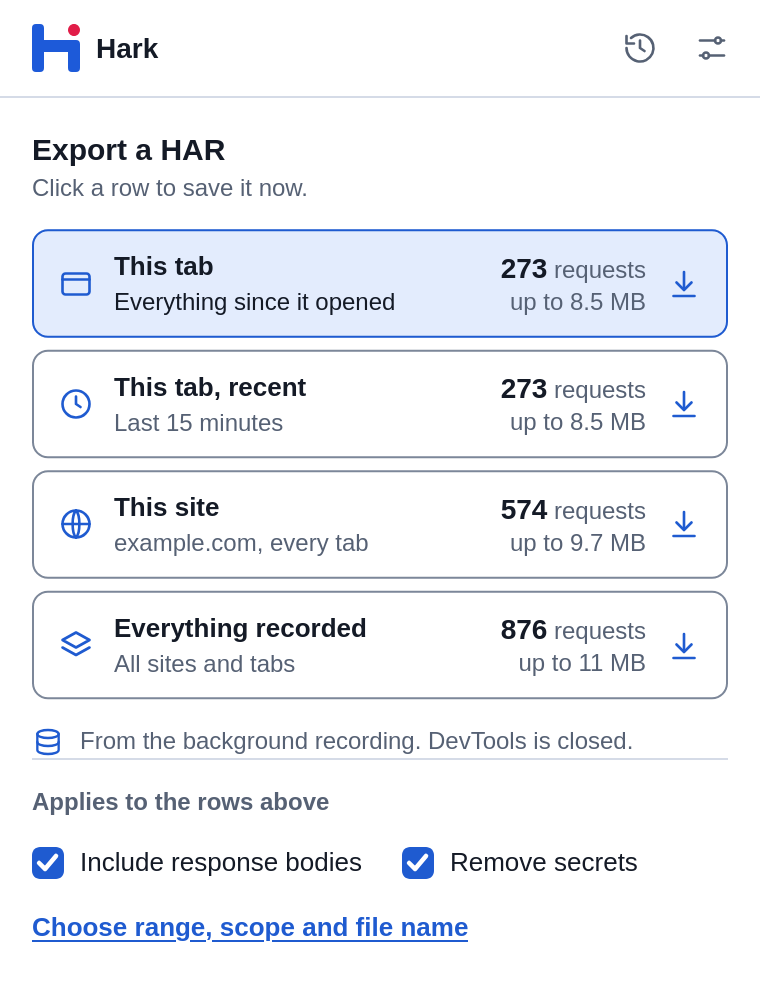 Hark
Export a HAR
Click a row to save it now.
This tab
Everything since it opened
273 requests
up to 8.5 MB
This tab, recent
Last 15 minutes
273 requests
up to 8.5 MB
This site
example.com, every tab
574 requests
up to 9.7 MB
Everything recorded
All sites and tabs
876 requests
up to 11 MB
From the background recording. DevTools is closed.
Applies to the rows above
Include response bodies
Remove secrets
Choose range, scope and file name